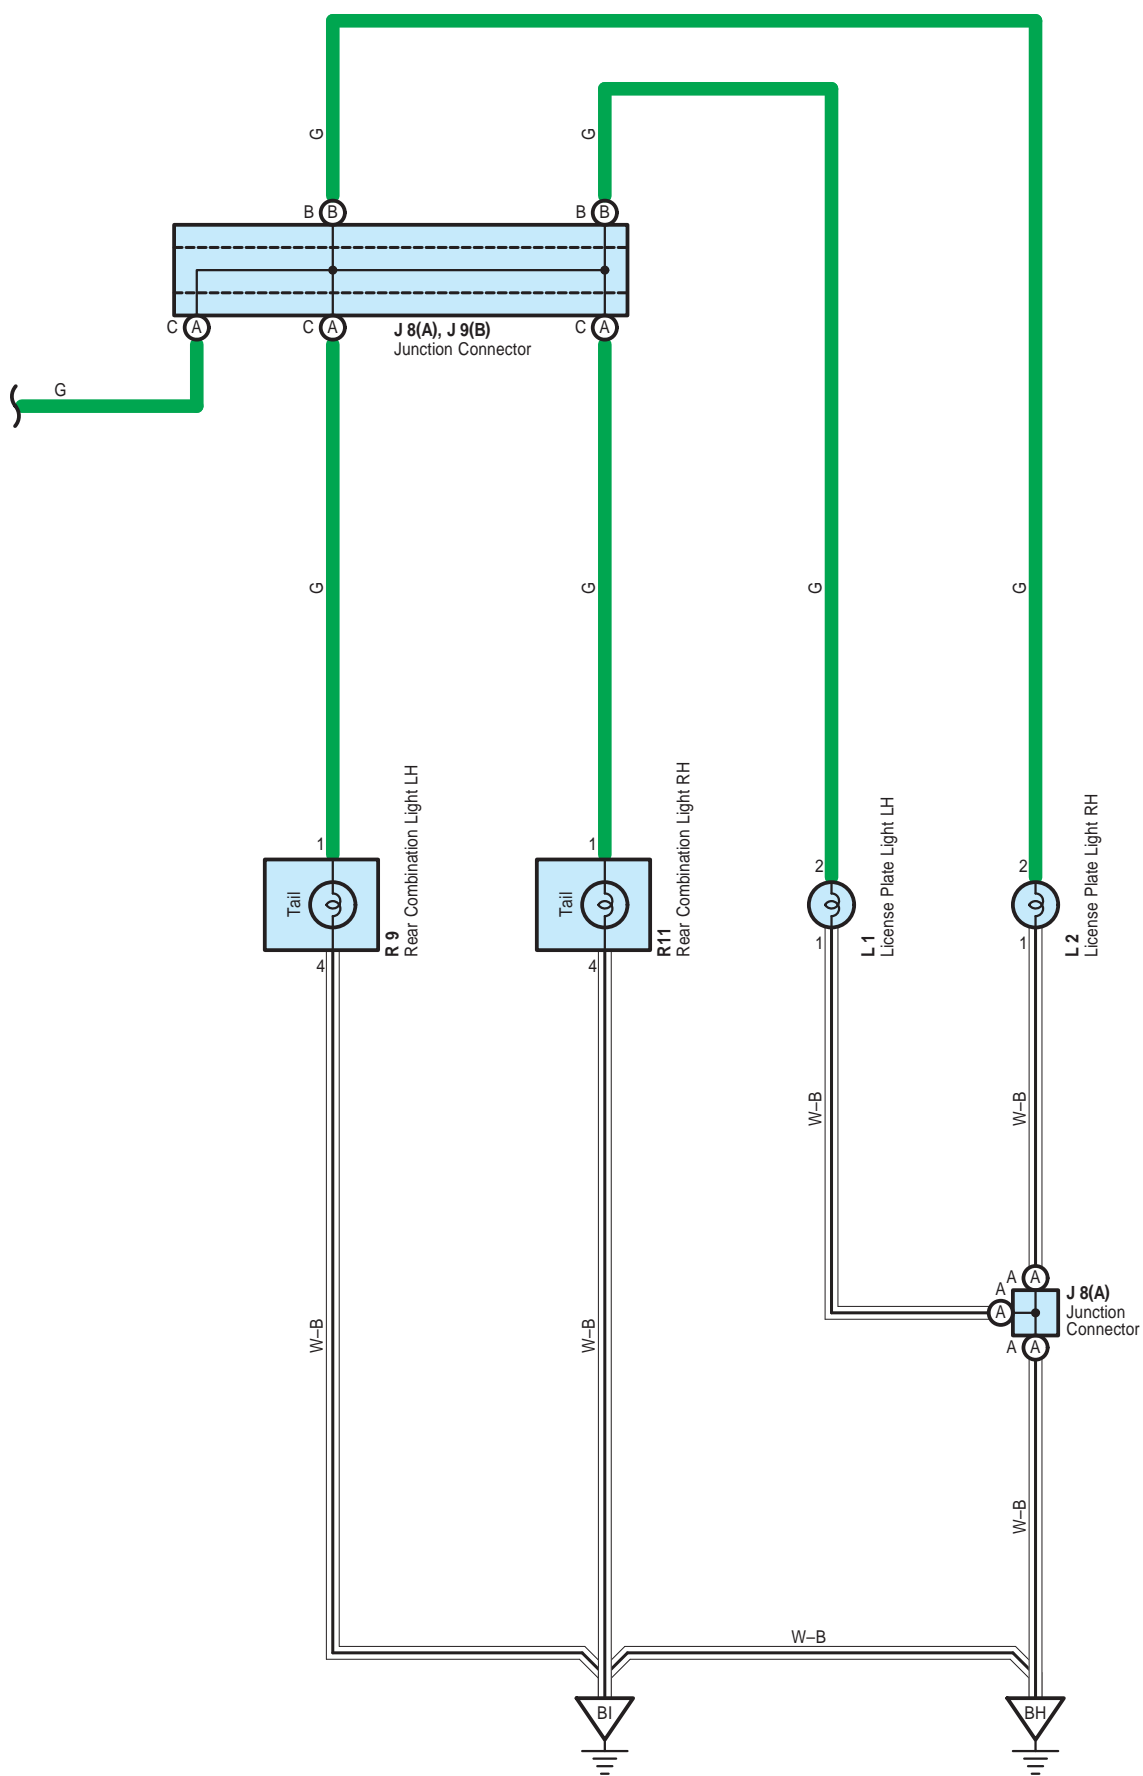 G
G
B B
B B
C A
C A
C A
J 8(A), J 9(B)
Junction Connector
G
G
G
G
G
1
Tail
4
R 9
Rear Combination Light LH
1
Tail
4
R11
Rear Combination Light RH
2
1
L 1
License Plate Light LH
2
1
L 2
License Plate Light RH
W–B
W–B
A A
A
A
A A
J 8(A)
Junction
Connector
W–B
W–B
W–B
W–B
BI
BH